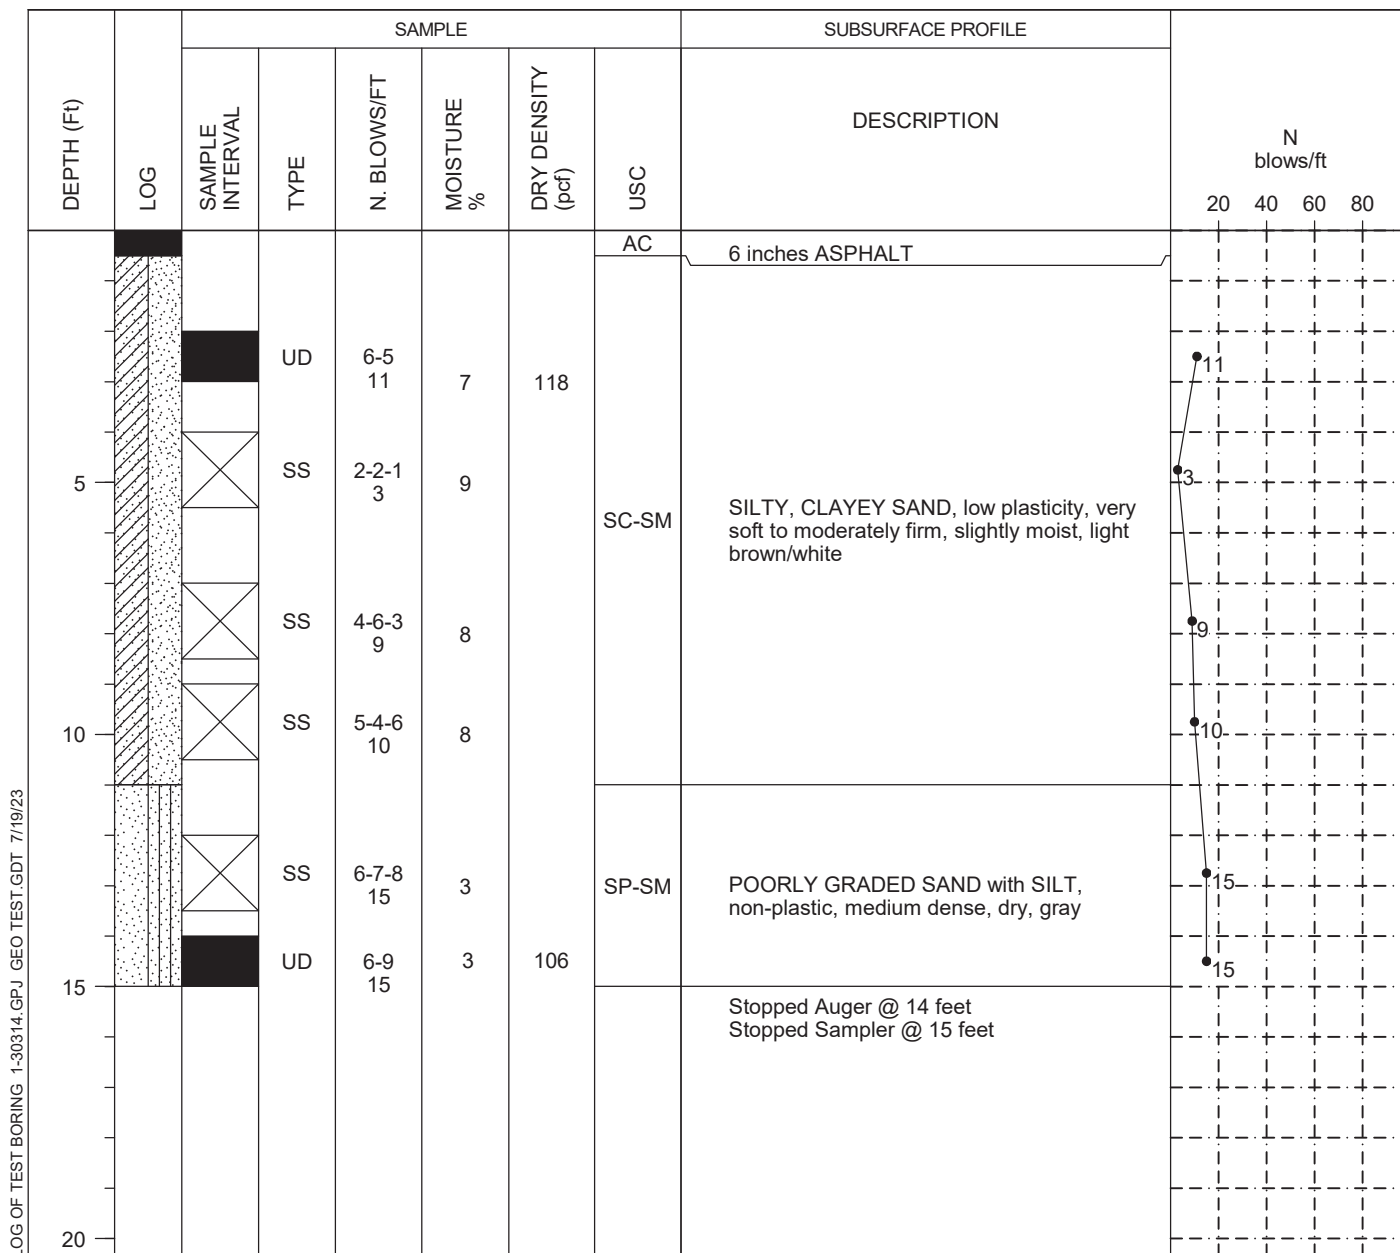 SAMPLE
SUBSURFACE PROFILE
DEPTH (Ft)
LOG
SAMPLE
INTERVAL
TYPE
N. BLOWS/FT
MOISTURE
%
DRY DENSITY
(pcf)
USC
DESCRIPTION
N
blows/ft
20 40 60 80
AC
6 inches ASPHALT
UD
6-5
11
7
118
11
SS
2-2-1
3
9
3
5
SC-SM
SILTY, CLAYEY SAND, low plasticity, very
soft to moderately firm, slightly moist, light
brown/white
SS
4-6-3
9
8
9
SS
5-4-6
10
8
10
10
SS
6-7-8
15
3
15
SP-SM
POORLY GRADED SAND with SILT,
non-plastic, medium dense, dry, gray
UD
6-9
15
3
106
15
15
Stopped Auger @ 14 feet
Stopped Sampler @ 15 feet
20
LOG OF TEST BORING 1-30314.GPJ GEO TEST.GDT 7/19/23